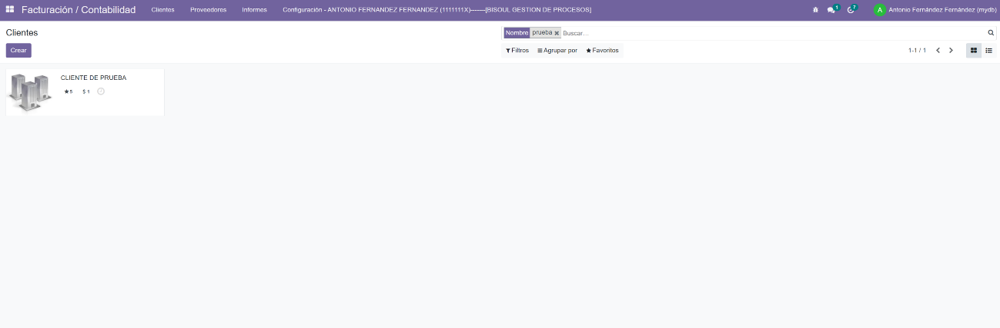 Facturación / Contabilidad Clientes Proveedores Informes Configuración - ANTONIO FERNANDEZ FERNANDEZ (1111111X)-------[BISOUL GESTION DE PROCESOS] 1 7 A Antonio Fernández Fernández (mydb)
Clientes
Nombre prueba Buscar...
Crear
Filtros Agrupar por Favoritos 1-1 / 1
CLIENTE DE PRUEBA
5 $ 1